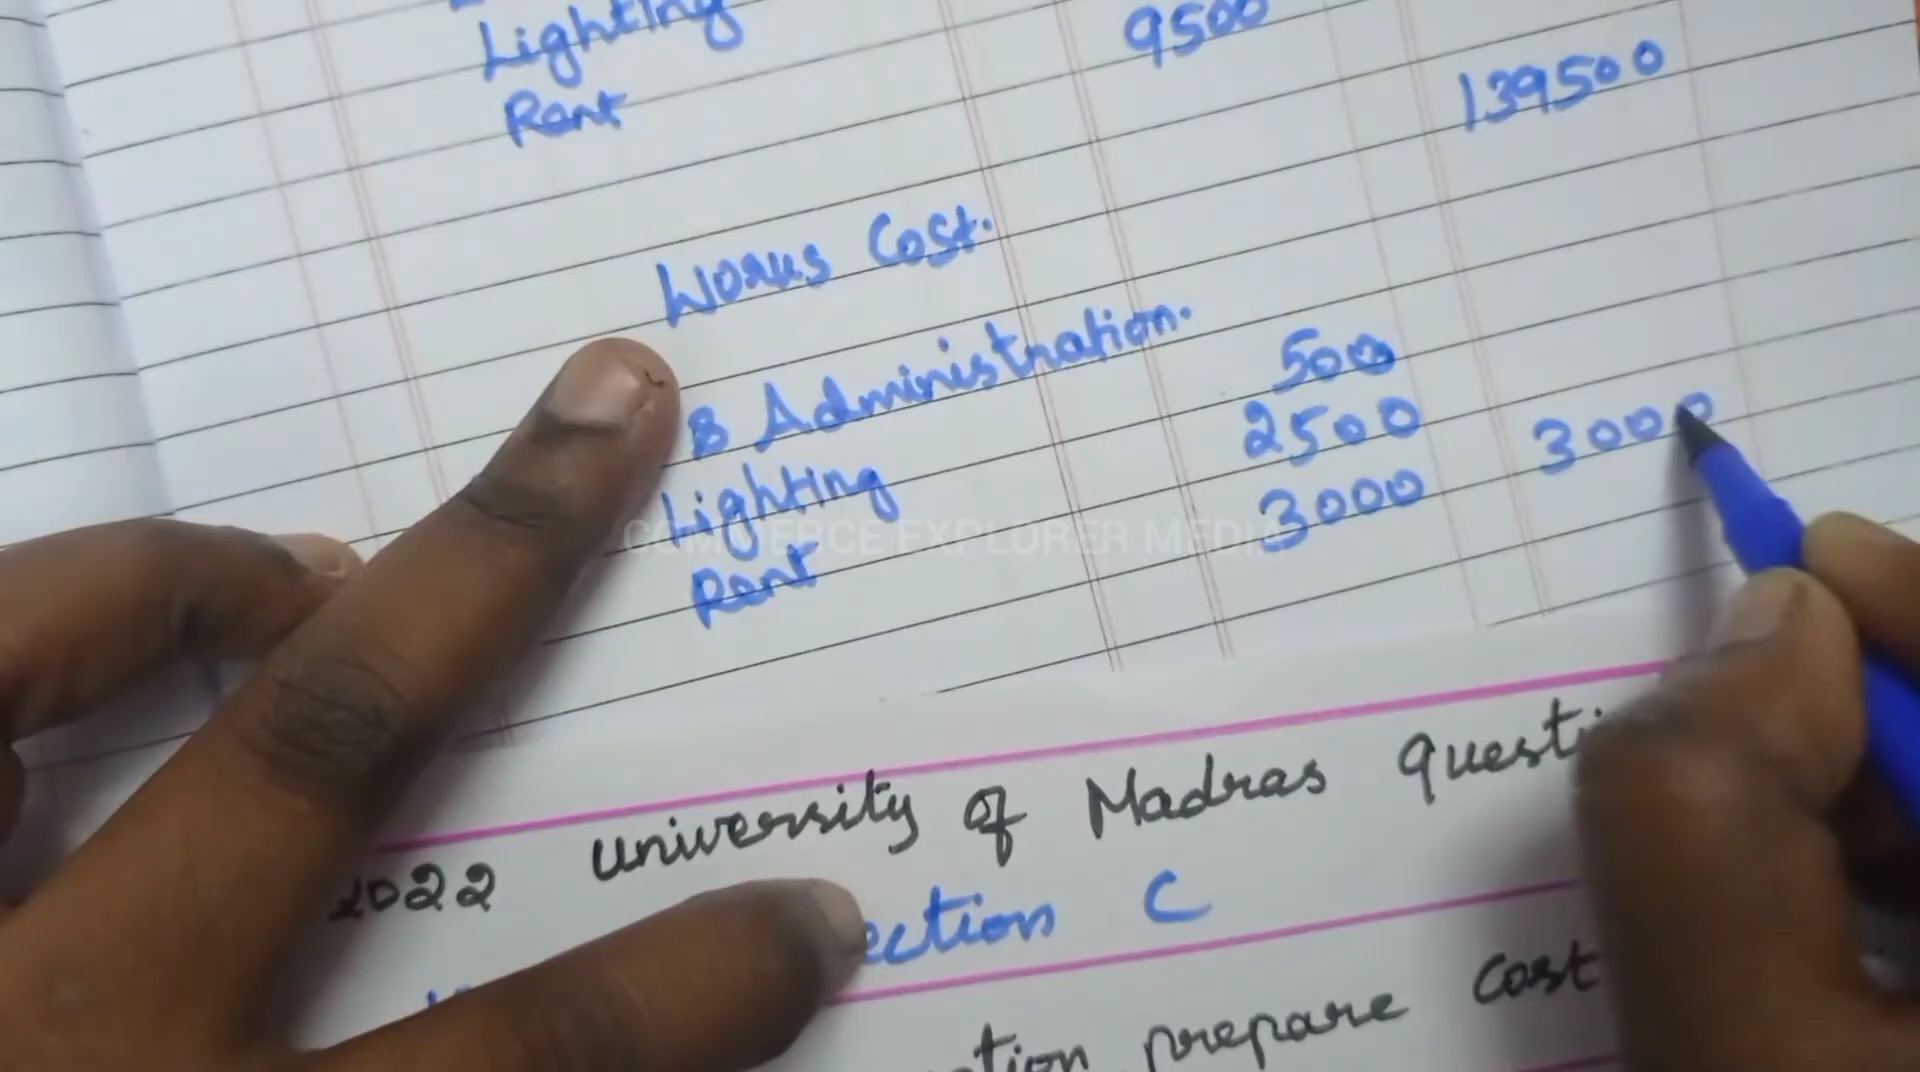 Lighting 9500
Rent 139500
Works Cost.
& Administration. 500
Lighting 2500 3000
Rent 3000
COMMERCE EXPLORER MEDIA
2022 university of Madras
Section C
prepare Cost